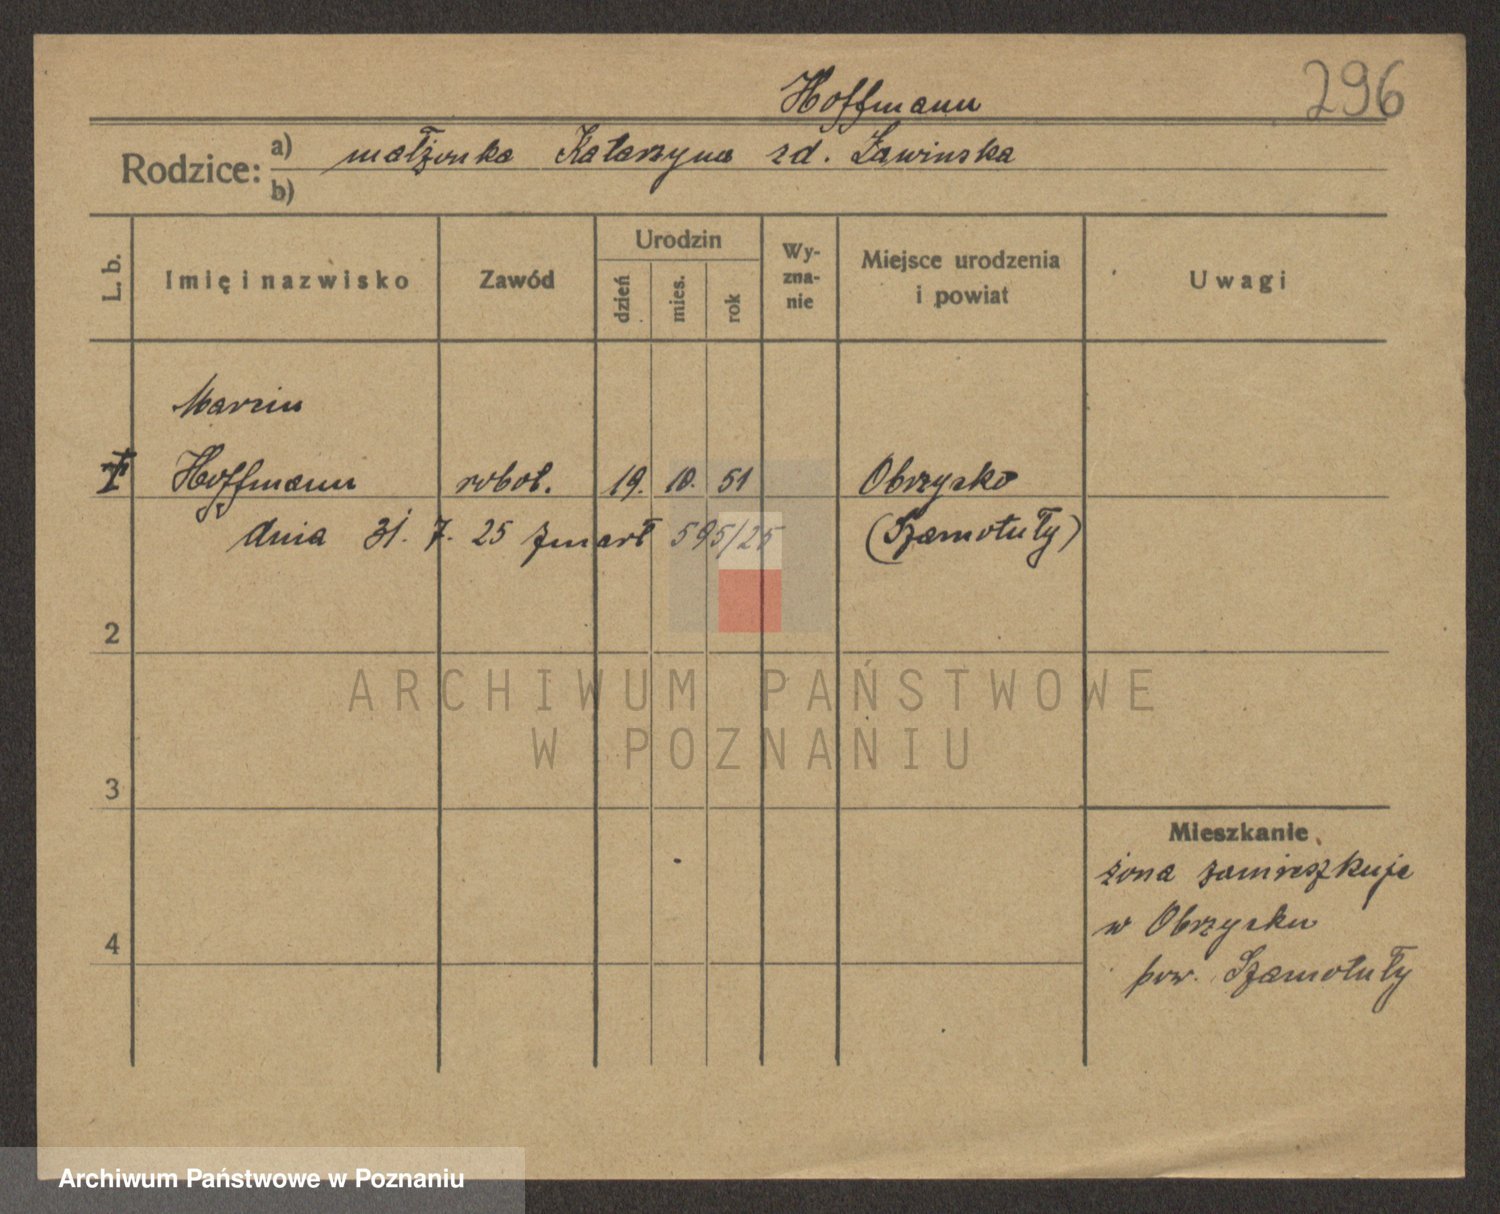 296
Hoffmann
Rodzice: a) małżonka Katarzyna zd. Ławinska
b)
L. b. Imię i nazwisko Zawód Urodzin dzień mies. rok Wy-zna-nie Miejsce urodzenia i powiat Uwagi
Marcin
1 Hoffmann robot. 19. 10. 51 Obrzycko
dnia 31. 7. 25 zmarł 595/25 (Szamotuły)
2
ARCHIWUM PAŃSTWOWE
W POZNANIU
3
Mieszkanie
żona zamieszkuje
4 w Obrzycku
pow. Szamotuły
Archiwum Państwowe w Poznaniu